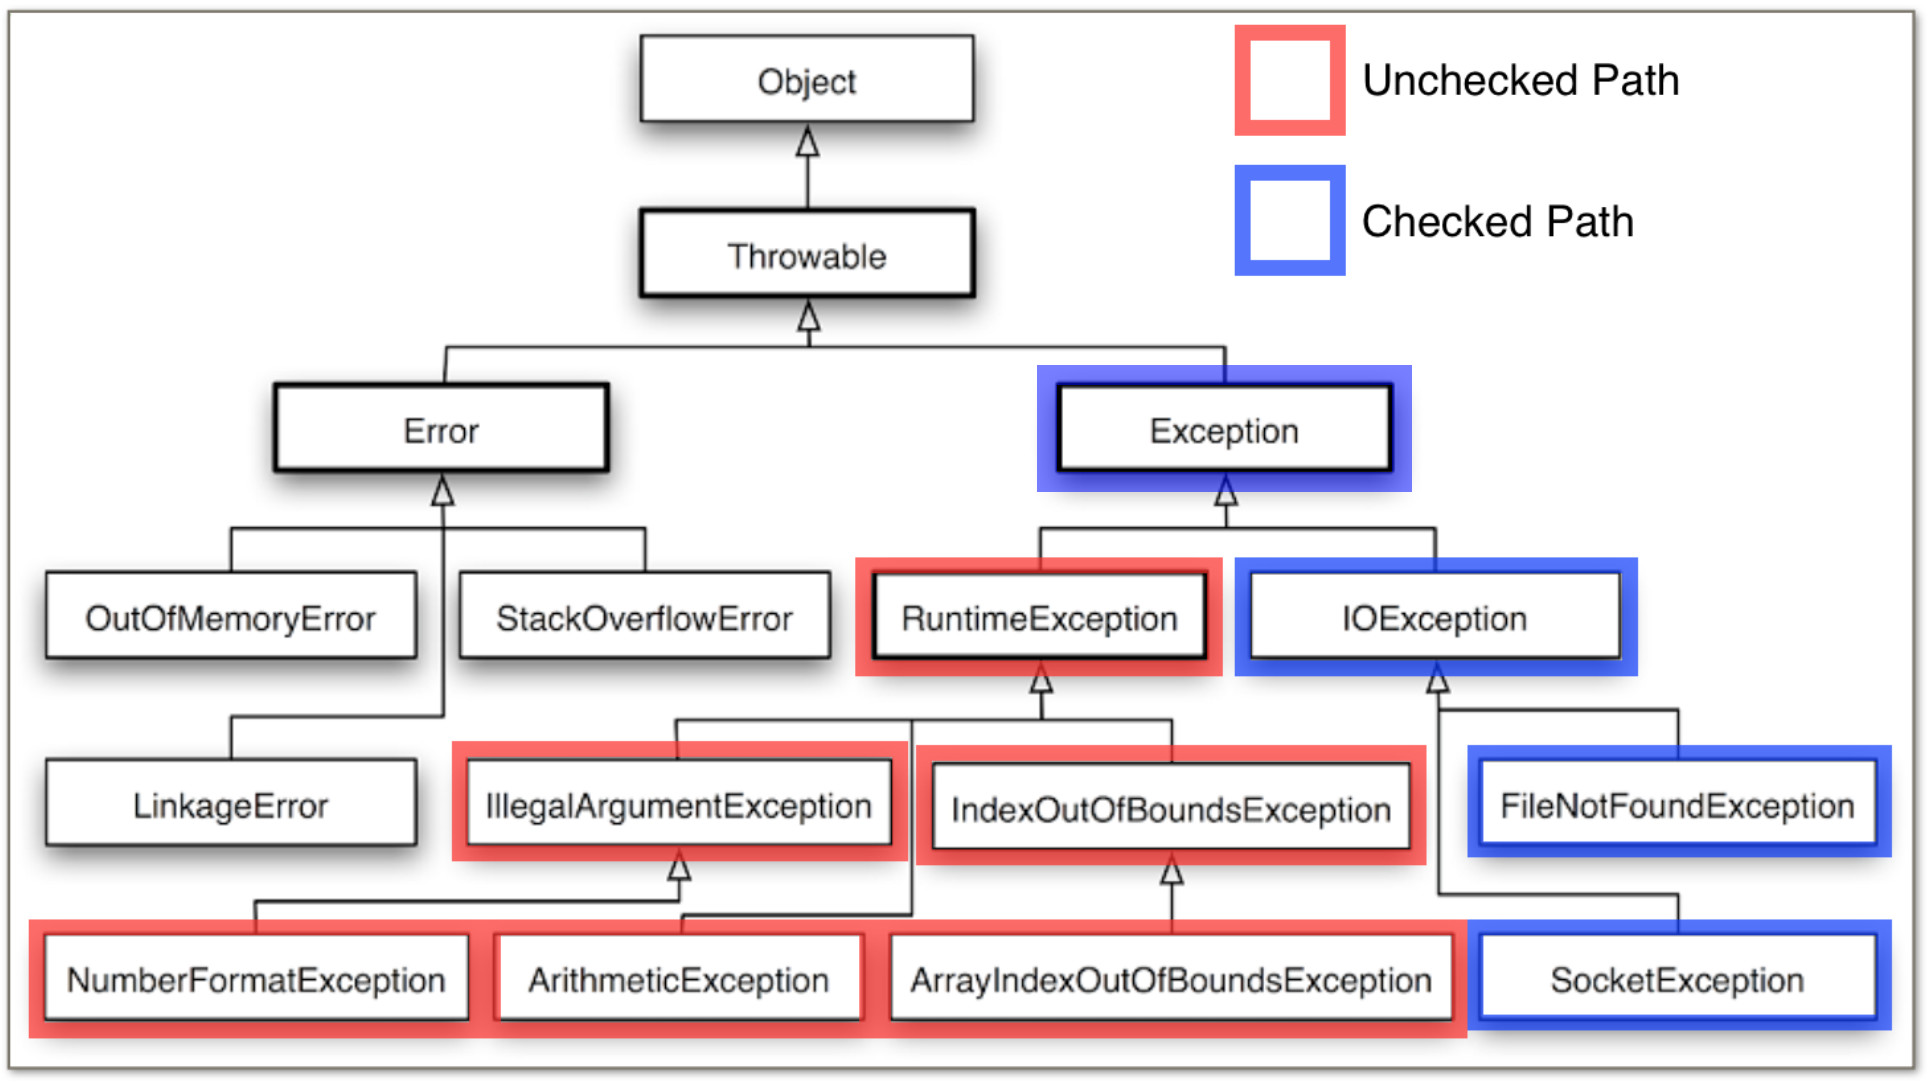 Object
Unchecked Path
Checked Path
Throwable
Error
Exception
OutOfMemoryError
StackOverflowError
RuntimeException
IOException
LinkageError
IllegalArgumentException
IndexOutOfBoundsException
FileNotFoundException
NumberFormatException
ArithmeticException
ArrayIndexOutOfBoundsException
SocketException